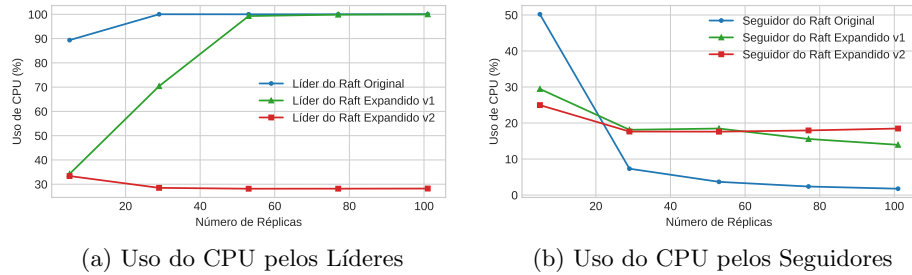 100
90
80
70
60
50
40
30
Uso de CPU (%)
Líder do Raft Original
Líder do Raft Expandido v1
Líder do Raft Expandido v2
20
40
60
80
100
Número de Réplicas
(a) Uso do CPU pelos Líderes
50
40
30
20
10
0
Uso de CPU (%)
Seguidor do Raft Original
Seguidor do Raft Expandido v1
Seguidor do Raft Expandido v2
20
40
60
80
100
Número de Réplicas
(b) Uso do CPU pelos Seguidores